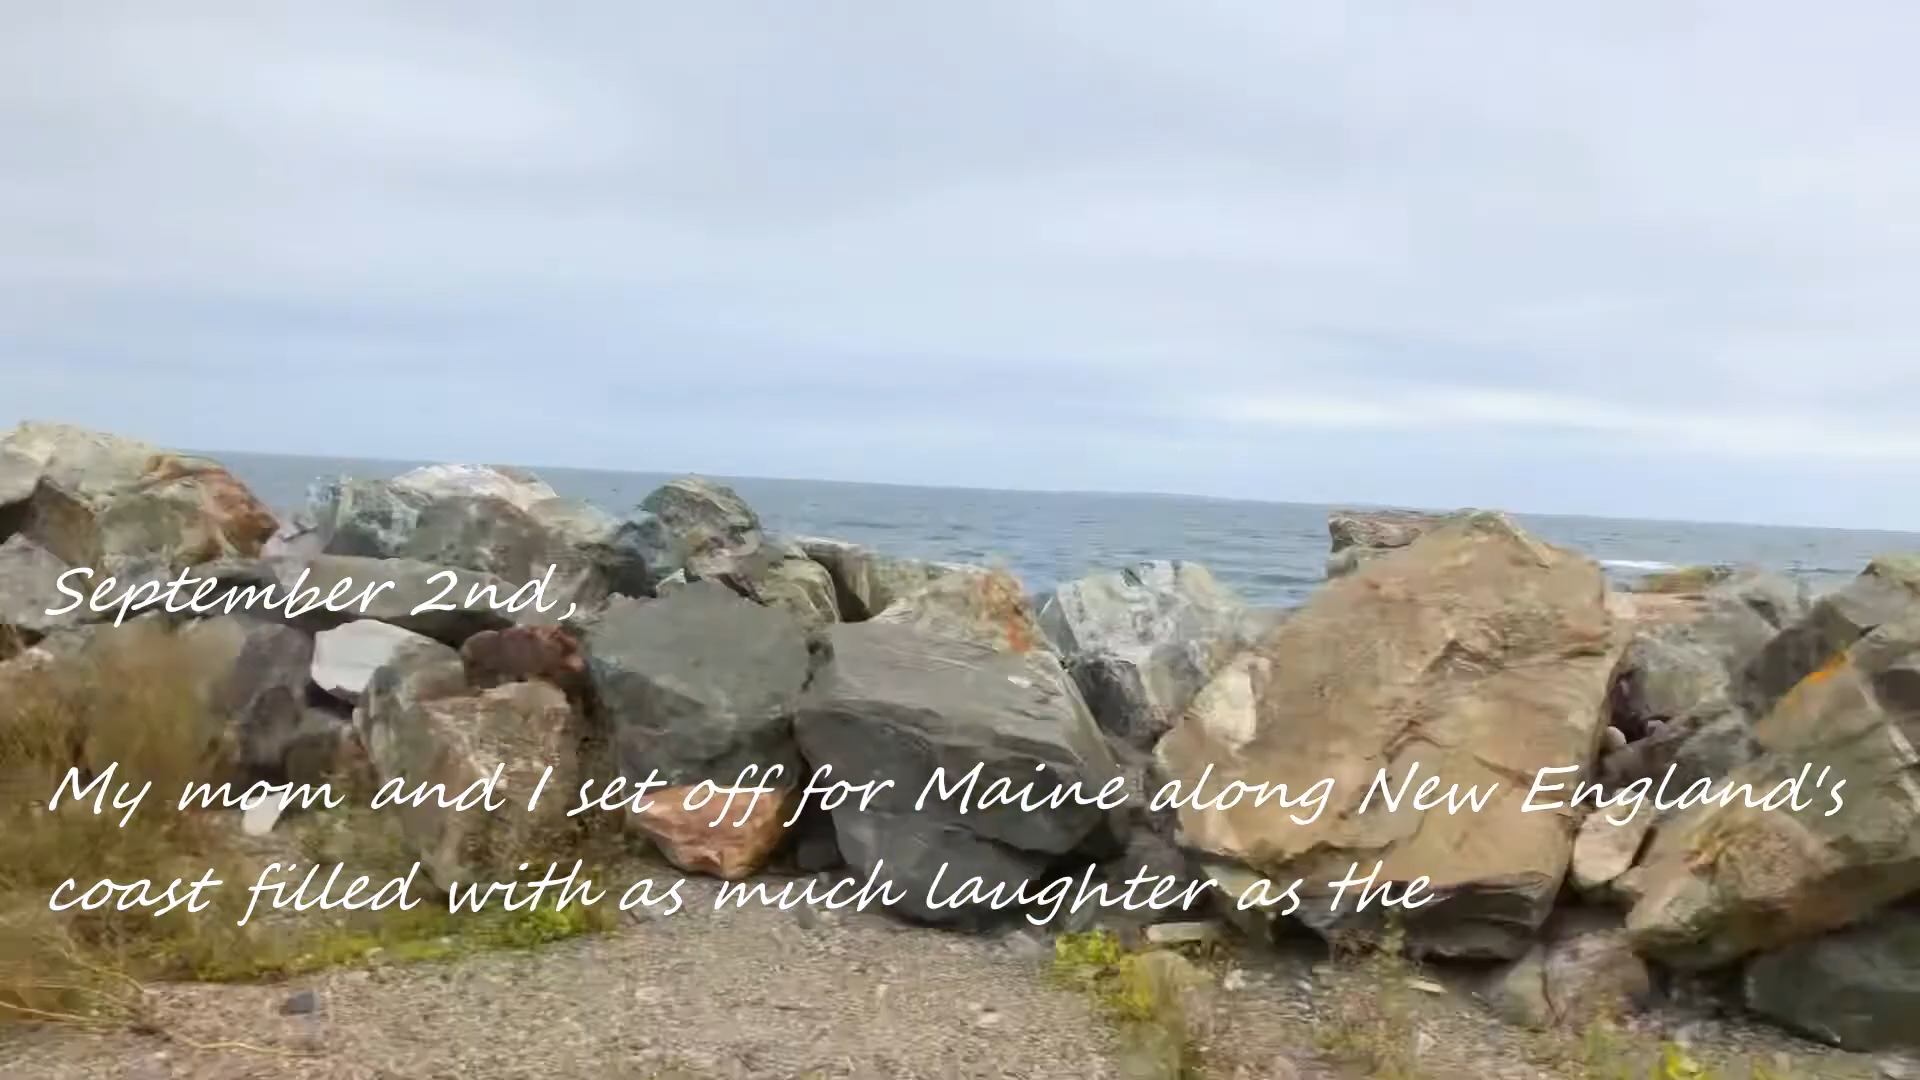 September 2nd,
My mom and I set off for Maine along New England's
coast filled with as much laughter as the